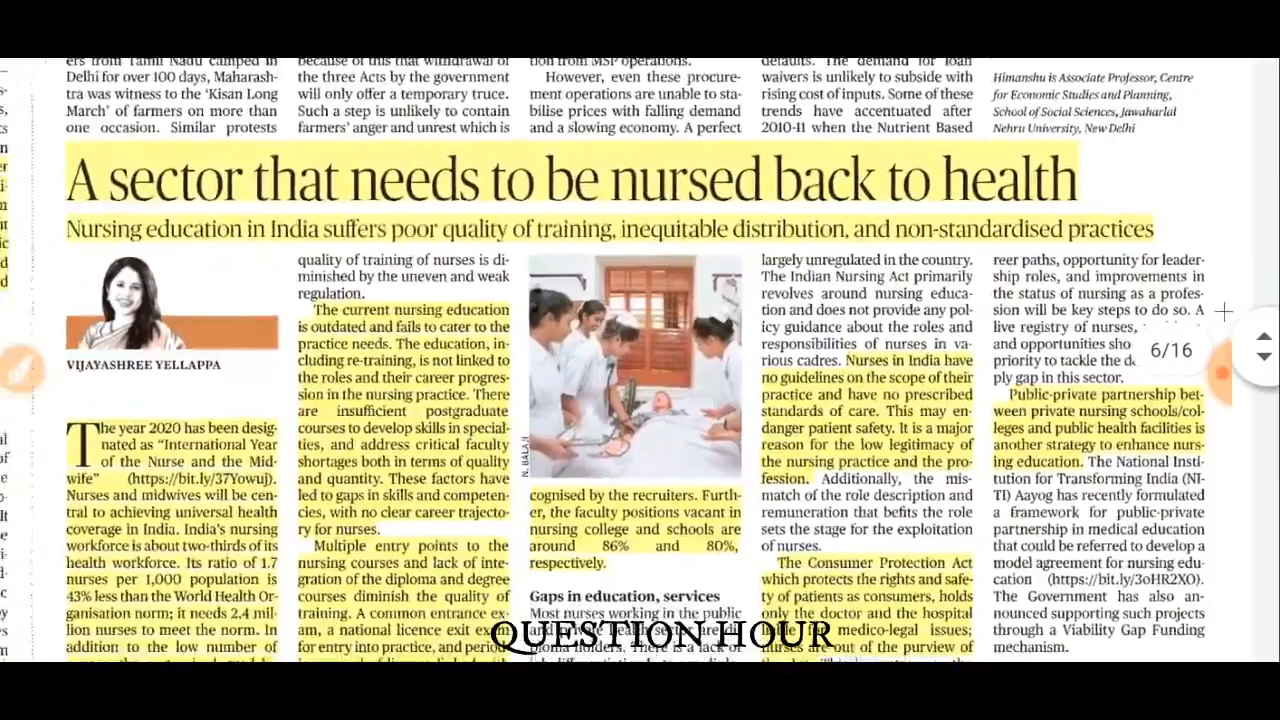 ers from Tamil Nadu camped in
Delhi for over 100 days, Maharash-
tra was witness to the 'Kisan Long
March' of farmers on more than
one occasion. Similar protests
because of this that withdrawal of
the three Acts by the government
will only offer a temporary truce.
Such a step is unlikely to contain
farmers' anger and unrest which is
tion from MSP operations.
However, even these procure-
ment operations are unable to sta-
bilise prices with falling demand
and a slowing economy. A perfect
defaults. The demand for loan
waivers is unlikely to subside with
rising cost of inputs. Some of these
trends have accentuated after
2010-11 when the Nutrient Based
Himanshu is Associate Professor, Centre
for Economic Studies and Planning,
School of Social Sciences, Jawaharlal
Nehru University, New Delhi
A sector that needs to be nursed back to health
Nursing education in India suffers poor quality of training, inequitable distribution, and non-standardised practices
VIJAYASHREE YELLAPPA
The year 2020 has been desig-
nated as "International Year
of the Nurse and the Mid-
wife" (https://bit.ly/37Yowuj).
Nurses and midwives will be cen-
tral to achieving universal health
coverage in India. India's nursing
workforce is about two-thirds of its
health workforce. Its ratio of 1.7
nurses per 1,000 population is
43% less than the World Health Or-
ganisation norm; it needs 2.4 mil-
lion nurses to meet the norm. In
addition to the low number of
quality of training of nurses is di-
minished by the uneven and weak
regulation.
The current nursing education
is outdated and fails to cater to the
practice needs. The education, in-
cluding re-training, is not linked to
the roles and their career progres-
sion in the nursing practice. There
are insufficient postgraduate
courses to develop skills in special-
ties, and address critical faculty
shortages both in terms of quality
and quantity. These factors have
led to gaps in skills and competen-
cies, with no clear career trajecto-
ry for nurses.
Multiple entry points to the
nursing courses and lack of inte-
gration of the diploma and degree
courses diminish the quality of
training. A common entrance ex-
am, a national licence exit exam
for entry into practice, and period
N. BALAJI
cognised by the recruiters. Furth-
er, the faculty positions vacant in
nursing college and schools are
around 86% and 80%,
respectively.
Gaps in education, services
Most nurses working in the public
and private health sector are di-
ploma holders. There is a lack of
largely unregulated in the country.
The Indian Nursing Act primarily
revolves around nursing educa-
tion and does not provide any pol-
icy guidance about the roles and
responsibilities of nurses in va-
rious cadres. Nurses in India have
no guidelines on the scope of their
practice and have no prescribed
standards of care. This may en-
danger patient safety. It is a major
reason for the low legitimacy of
the nursing practice and the pro-
fession. Additionally, the mis-
match of the role description and
remuneration that befits the role
sets the stage for the exploitation
of nurses.
The Consumer Protection Act
which protects the rights and safe-
ty of patients as consumers, holds
only the doctor and the hospital
for medico-legal issues;
nurses are out of the purview of
reer paths, opportunity for leader-
ship roles, and improvements in
the status of nursing as a profes-
sion will be key steps to do so. A
live registry of nurses,
and opportunities sho
priority to tackle the de
ply gap in this sector.
Public-private partnership bet-
ween private nursing schools/col-
leges and public health facilities is
another strategy to enhance nurs-
ing education. The National Insti-
tution for Transforming India (NI-
TI) Aayog has recently formulated
a framework for public-private
partnership in medical education
that could be referred to develop a
model agreement for nursing edu-
cation (https://bit.ly/3oHR2XO).
The Government has also an-
nounced supporting such projects
through a Viability Gap Funding
mechanism.
6/16
QUESTION HOUR